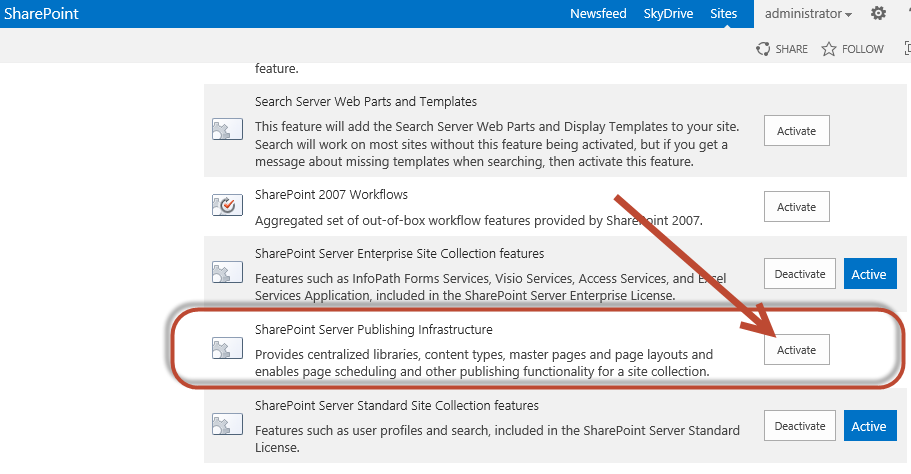 SharePoint
Newsfeed SkyDrive Sites administrator ?
SHARE FOLLOW
feature.
Search Server Web Parts and Templates
This feature will add the Search Server Web Parts and Display Templates to your site.
Search will work on most sites without this feature being activated, but if you get a
message about missing templates when searching, then activate this feature.
Activate
SharePoint 2007 Workflows
Aggregated set of out-of-box workflow features provided by SharePoint 2007.
Activate
SharePoint Server Enterprise Site Collection features
Features such as InfoPath Forms Services, Visio Services, Access Services, and Excel
Services Application, included in the SharePoint Server Enterprise License.
Deactivate Active
SharePoint Server Publishing Infrastructure
Provides centralized libraries, content types, master pages and page layouts and
enables page scheduling and other publishing functionality for a site collection.
Activate
SharePoint Server Standard Site Collection features
Features such as user profiles and search, included in the SharePoint Server Standard
License.
Deactivate Active